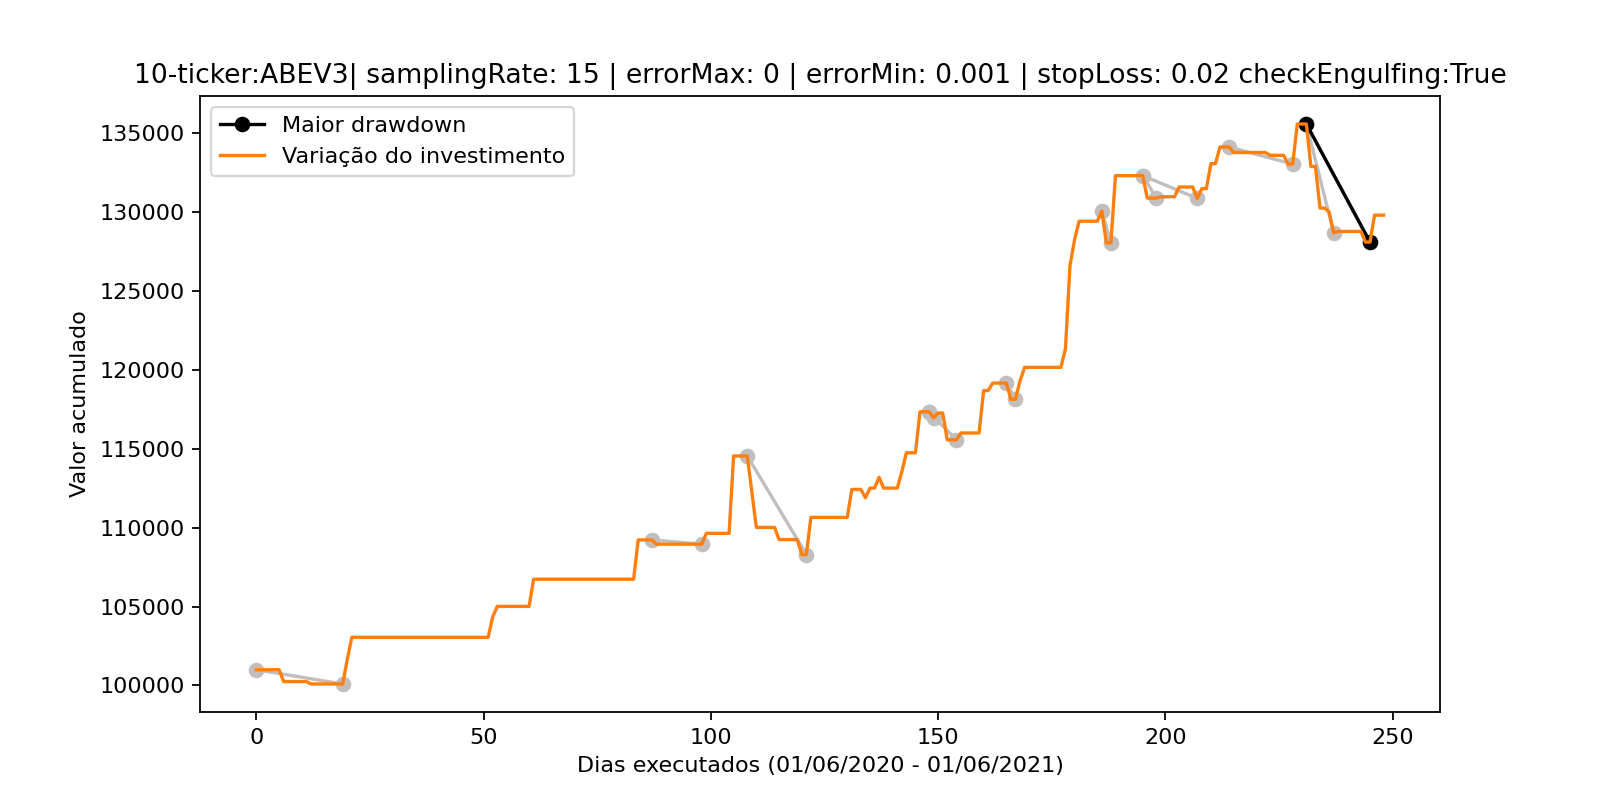 10-ticker:ABEV3| samplingRate: 15 | errorMax: 0 | errorMin: 0.001 | stopLoss: 0.02 checkEngulfing:True
Maior drawdown
Variação do investimento
135000
130000
125000
120000
115000
110000
105000
100000
Valor acumulado
0 50 100 150 200 250
Dias executados (01/06/2020 - 01/06/2021)